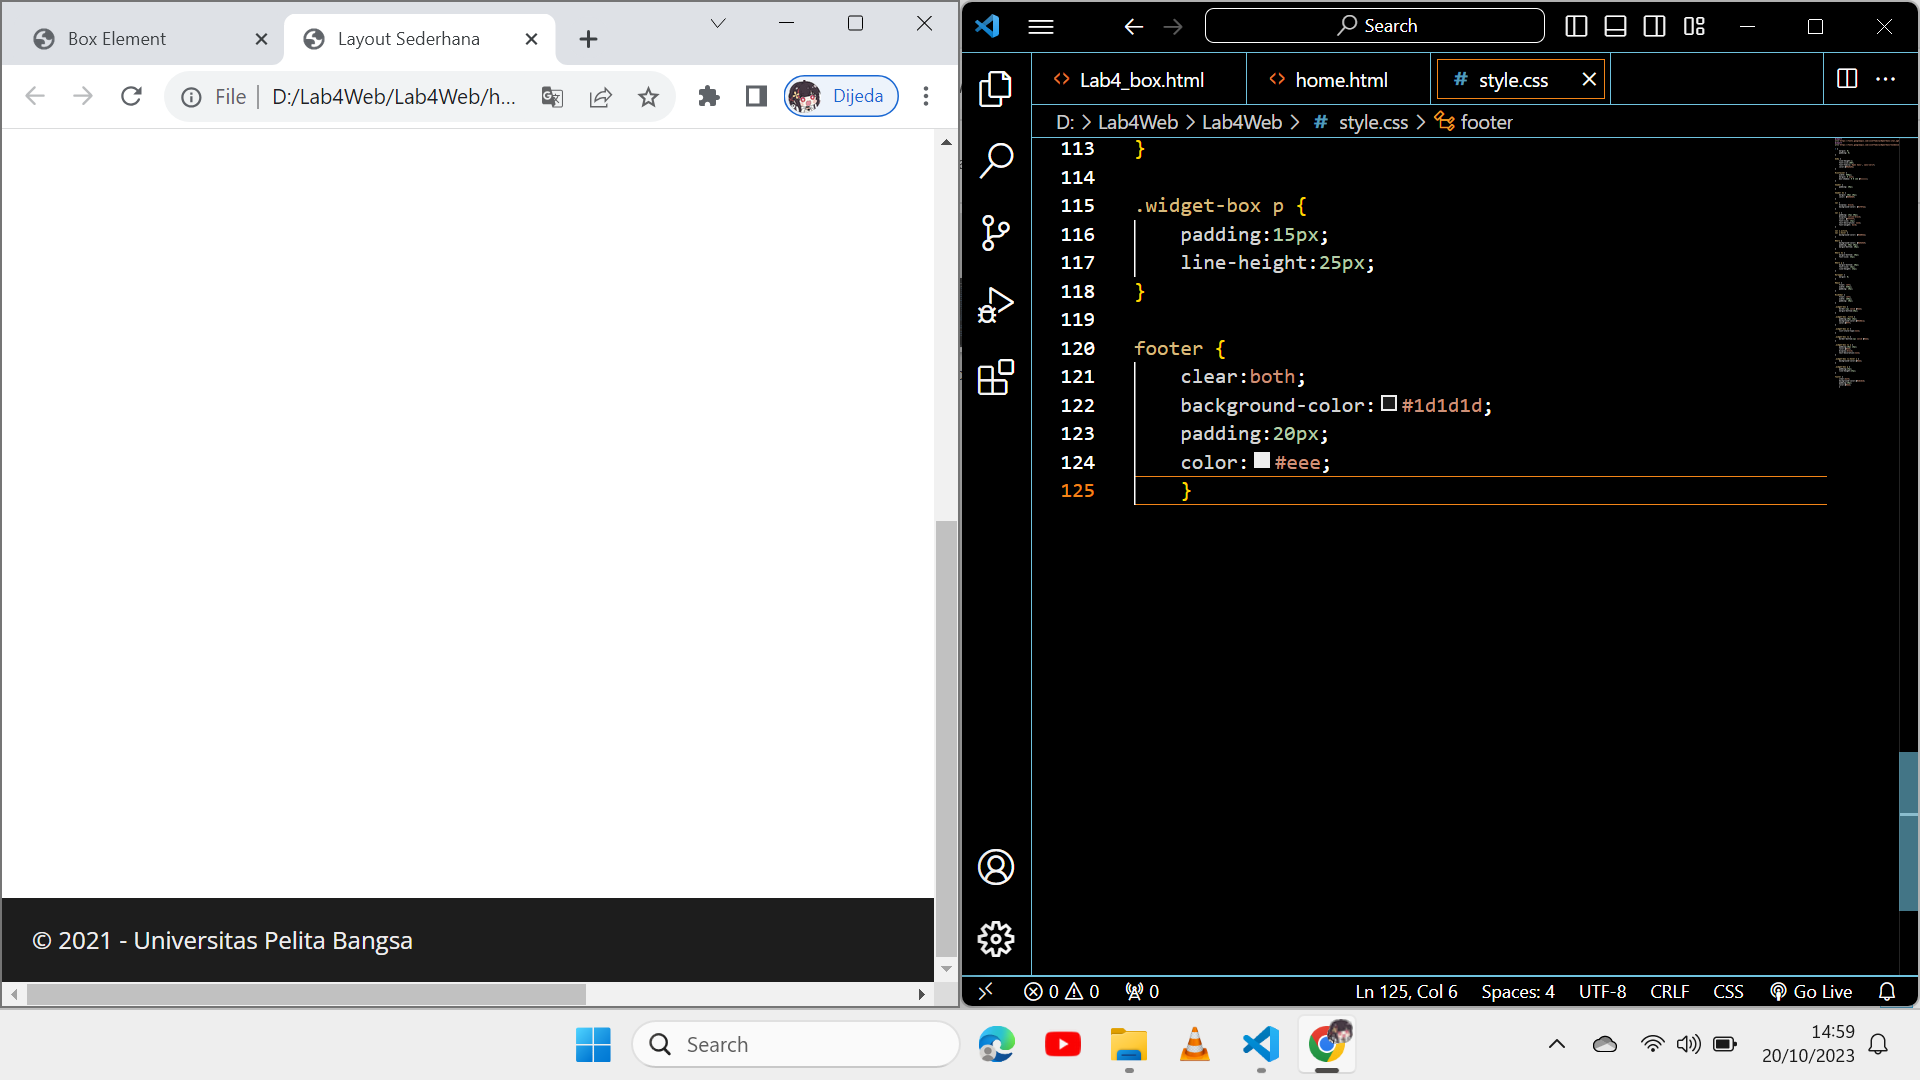 Box Element
Layout Sederhana
File
D:/Lab4Web/Lab4Web/h...
Dijeda
© 2021 - Universitas Pelita Bangsa
Search
Lab4_box.html
home.html
# style.css
D: > Lab4Web > Lab4Web > # style.css > footer
113 }
114
115 .widget-box p {
116 padding:15px;
117 line-height:25px;
118 }
119
120 footer {
121 clear:both;
122 background-color:#1d1d1d;
123 padding:20px;
124 color:#eee;
125 }
0 0 0
Ln 125, Col 6 Spaces: 4 UTF-8 CRLF CSS Go Live
Search
14:59
20/10/2023